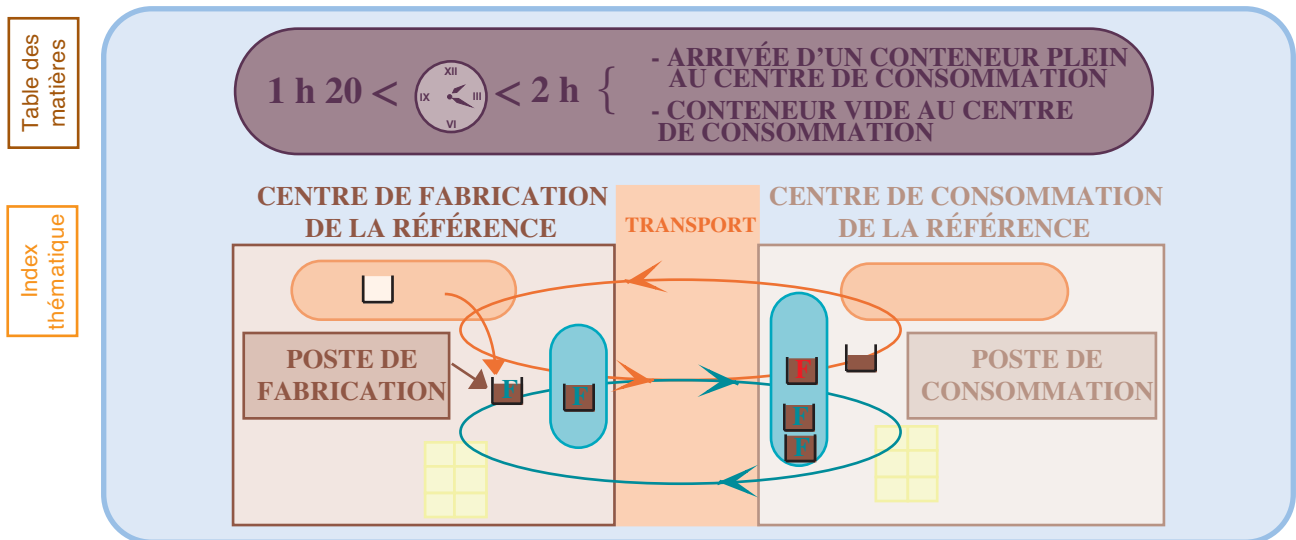 Table des
matières
1 h 20 < XII III VI IX < 2 h { - ARRIVÉE D'UN CONTENEUR PLEIN
AU CENTRE DE CONSOMMATION
- CONTENEUR VIDE AU CENTRE
DE CONSOMMATION
Index
thématique
CENTRE DE FABRICATION
DE LA RÉFÉRENCE
TRANSPORT
CENTRE DE CONSOMMATION
DE LA RÉFÉRENCE
POSTE DE
FABRICATION
F
F
F
F
F
POSTE DE
CONSOMMATION